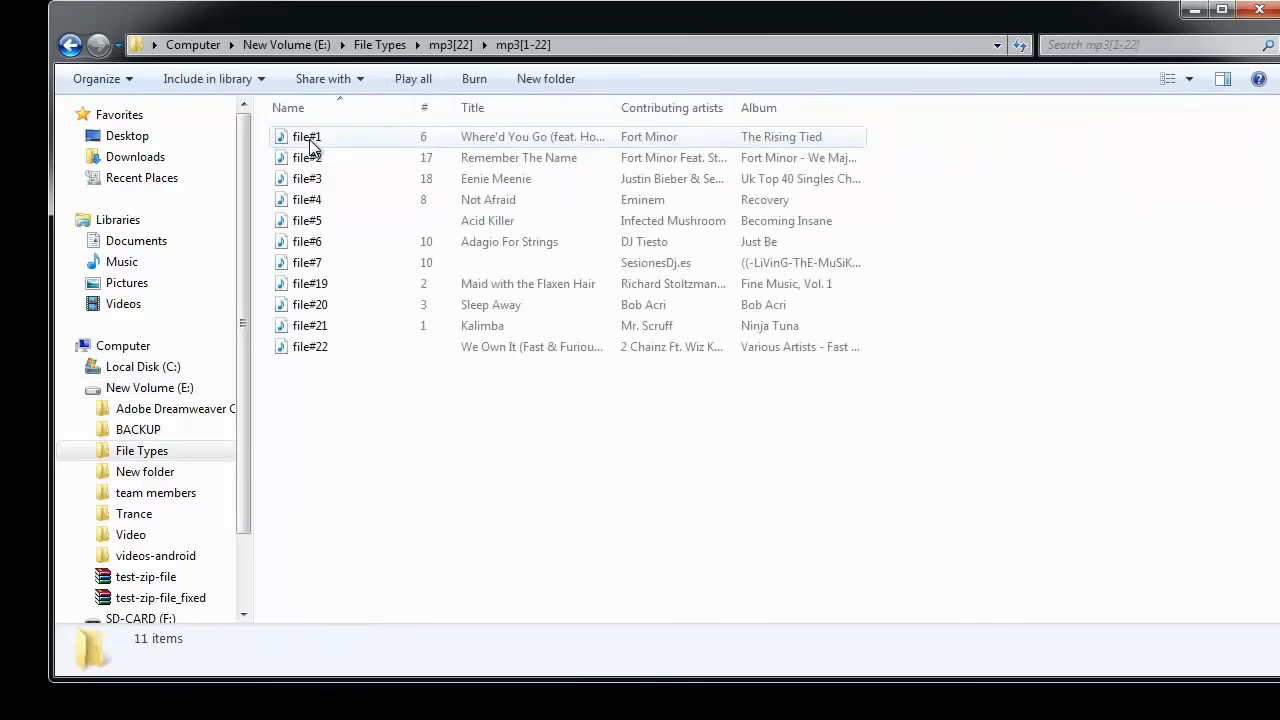 Computer New Volume (E:) File Types mp3[22] mp3[1-22] Search mp3[1-22]
Organize Include in library Share with Play all Burn New folder
Favorites
Desktop
Downloads
Recent Places
Libraries
Documents
Music
Pictures
Videos
Computer
Local Disk (C:)
New Volume (E:)
Adobe Dreamweaver C
BACKUP
File Types
New folder
team members
Trance
Video
videos-android
test-zip-file
test-zip-file_fixed
SD-CARD (F:)
Name # Title Contributing artists Album
file#1 6 Where'd You Go (feat. Ho... Fort Minor The Rising Tied
file#2 17 Remember The Name Fort Minor Feat. St... Fort Minor - We Maj...
file#3 18 Eenie Meenie Justin Bieber & Se... Uk Top 40 Singles Ch...
file#4 8 Not Afraid Eminem Recovery
file#5 Acid Killer Infected Mushroom Becoming Insane
file#6 10 Adagio For Strings DJ Tiesto Just Be
file#7 10 SesionesDj.es ((-LiVinG-ThE-MuSiK...
file#19 2 Maid with the Flaxen Hair Richard Stoltzman... Fine Music, Vol. 1
file#20 3 Sleep Away Bob Acri Bob Acri
file#21 1 Kalimba Mr. Scruff Ninja Tuna
file#22 We Own It (Fast & Furiou... 2 Chainz Ft. Wiz K... Various Artists - Fast ...
11 items